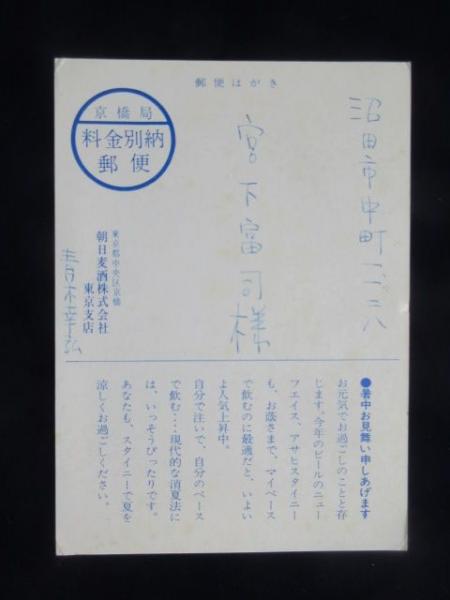 郵便はがき
沼田市中町一一二八
宮下富司様
京橋局
料金別納
郵便
東京都中央区京橋
朝日麦酒株式会社
東京支店
青木幸弘
●暑中お見舞い申しあげます
お元気でお過ごしのことと存
じます。今年のビールのニュー
フェイス、アサヒスタイニー
も、お蔭さまで、マイペース
で飲むのに最適だと、いよい
よ人気上昇中。
自分で注いで、自分のペース
で飲む・・・・現代的な消夏法に
は、いっそうぴったりです。
あなたも、スタイニーで夏を
涼しくお過ごしください。